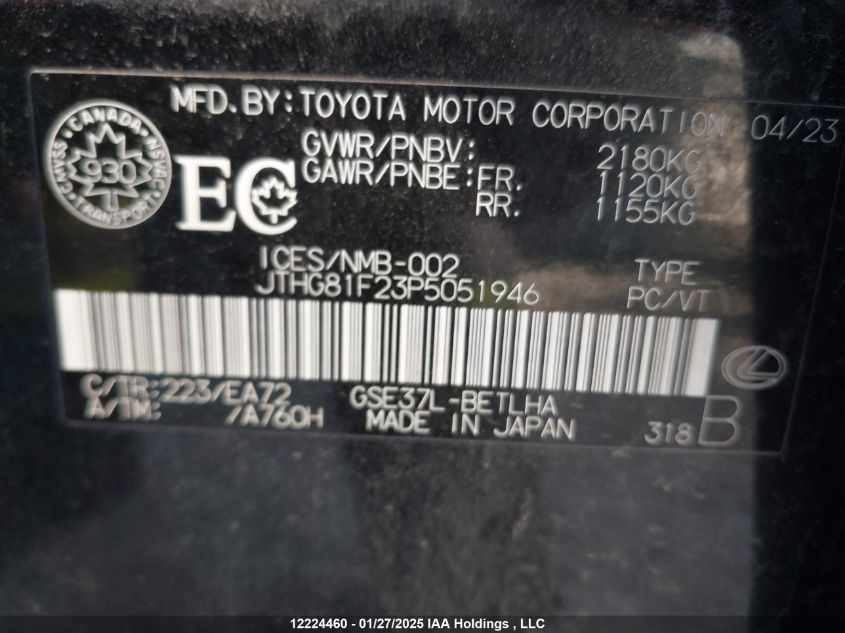 MFD.BY:TOYOTA MOTOR CORPORATION 04/23
CANADA
930
TRANSPORT
EC
GVWR/PNBV: 2180KG
GAWR/PNBE:FR. 1120KG
RR. 1155KG
ICES/NMB-002 TYPE
JTHG81F23P5051946 PC/VT
C/TR:223/EA72 GSE37L-BETLHA
A/TM: /A760H MADE IN JAPAN 318 B
12224460 - 01/27/2025 IAA Holdings , LLC